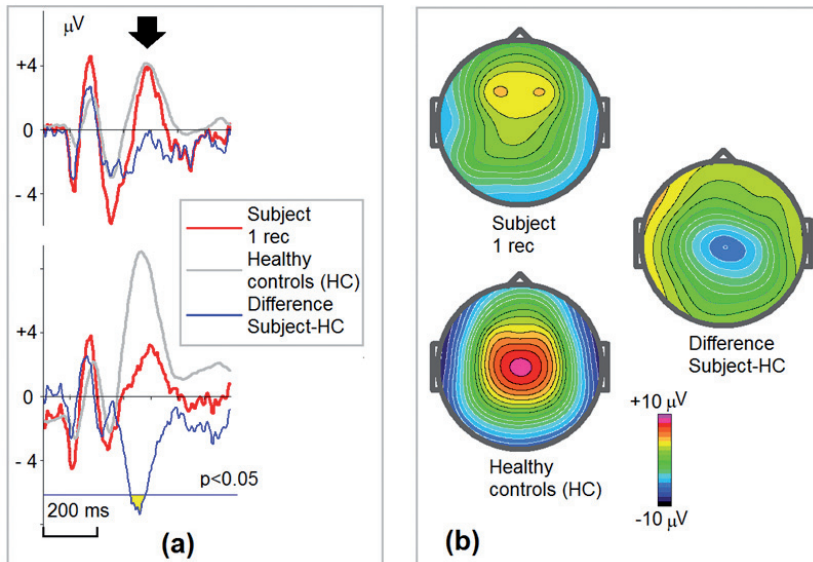 μV
+4
0
- 4
Subject
1 rec
Healthy
controls (HC)
Difference
Subject-HC
+4
0
- 4
p<0.05
200 ms
(a)
Subject
1 rec
Difference
Subject-HC
Healthy
controls (HC)
+10 μV
-10 μV
(b)